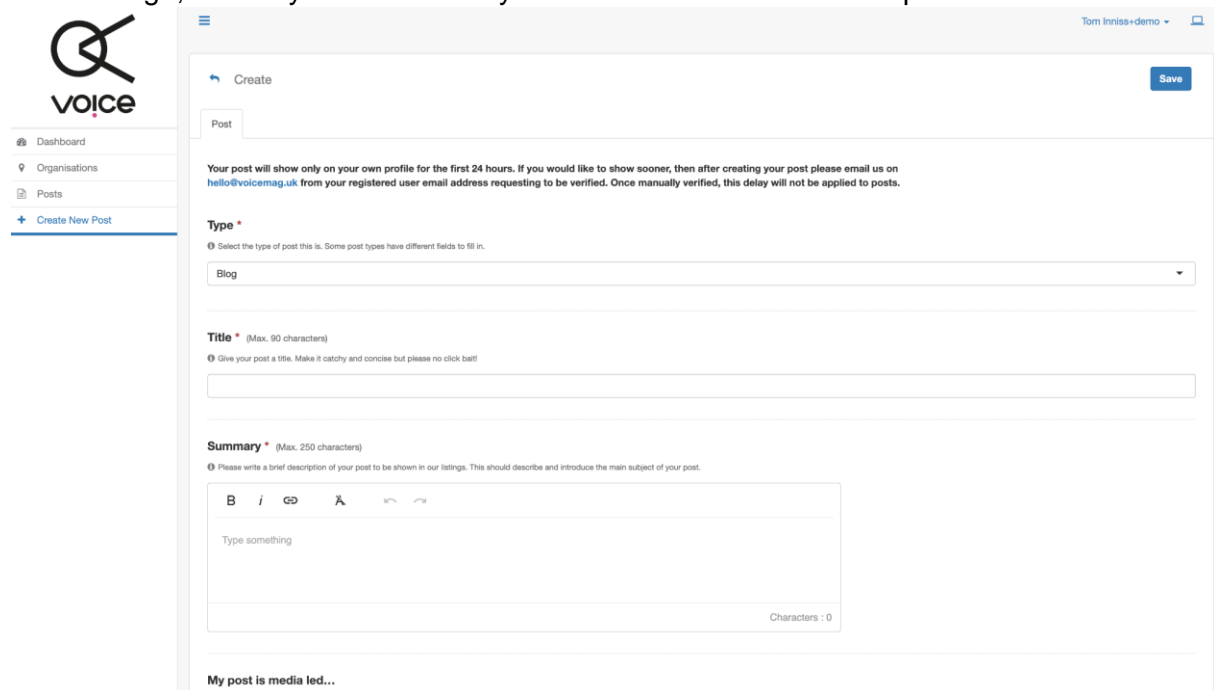 Tom Inniss+demo
voice
Create
Save
Post
Dashboard
Organisations
Posts
Create New Post
Your post will show only on your own profile for the first 24 hours. If you would like to show sooner, then after creating your post please email us on
hello@voicemag.uk from your registered user email address requesting to be verified. Once manually verified, this delay will not be applied to posts.
Type *
Select the type of post this is. Some post types have different fields to fill in.
Blog
Title * (Max. 90 characters)
Give your post a title. Make it catchy and concise but please no click bait!
Summary * (Max. 250 characters)
Please write a brief description of your post to be shown in our listings. This should describe and introduce the main subject of your post.
B i
Type something
Characters : 0
My post is media led...